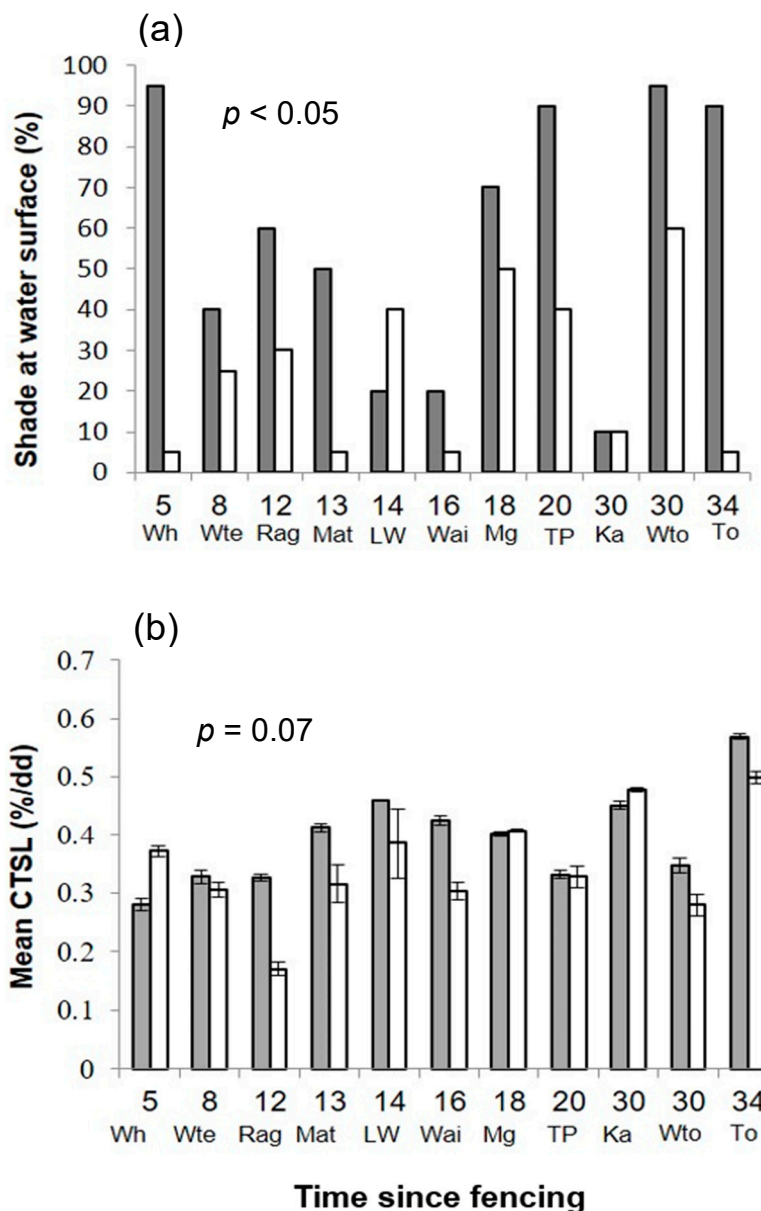 (a)
p < 0.05
Shade at water surface (%)
100
90
80
70
60
50
40
30
20
10
0
5 8 12 13 14 16 18 20 30 30 34
Wh Wte Rag Mat LW Wai Mg TP Ka Wto To
(b)
p = 0.07
Mean CTSL (%/dd)
0.7
0.6
0.5
0.4
0.3
0.2
0.1
0
5 8 12 13 14 16 18 20 30 30 34
Wh Wte Rag Mat LW Wai Mg TP Ka Wto To
Time since fencing